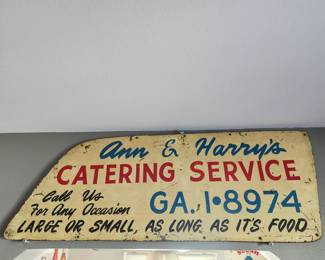 Ann & Harry's
CATERING SERVICE
Call Us
For Any Occasion
GA. 1•8974
LARGE OR SMALL, AS LONG AS IT'S FOOD